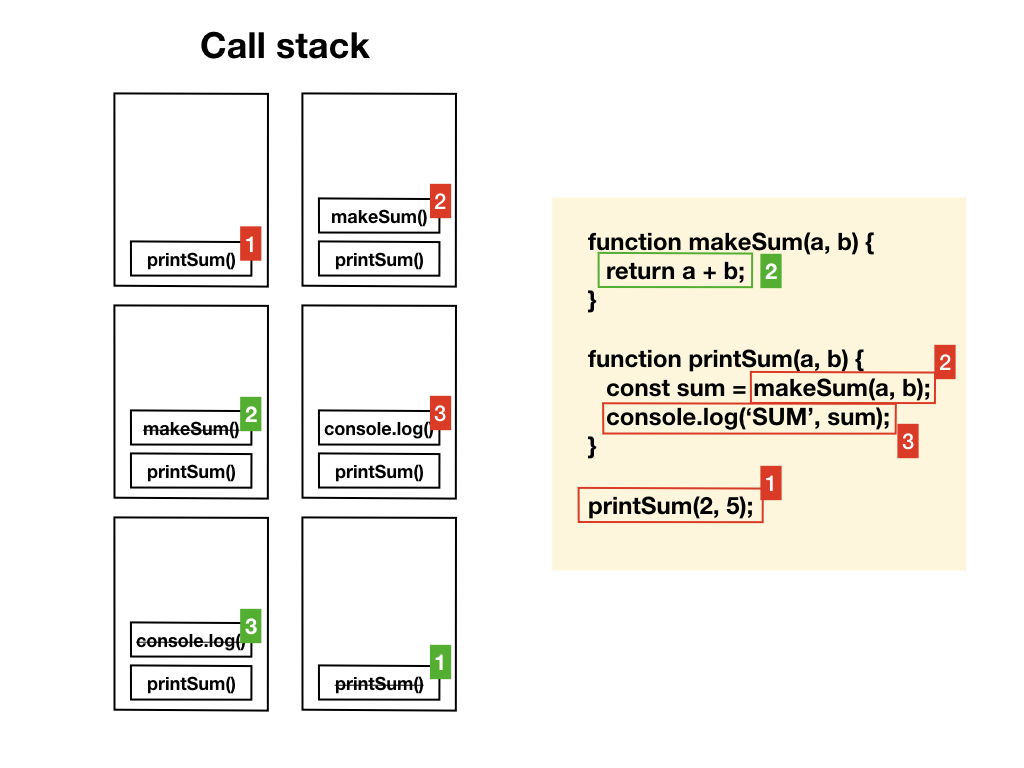 Call stack
1
printSum()
2
makeSum()
printSum()
2
makeSum()
printSum()
3
console.log()
printSum()
3
console.log()
printSum()
1
printSum()
function makeSum(a, b) {
return a + b; 2
}
function printSum(a, b) {
2
const sum = makeSum(a, b);
console.log(‘SUM’, sum);
3
}
1
printSum(2, 5);